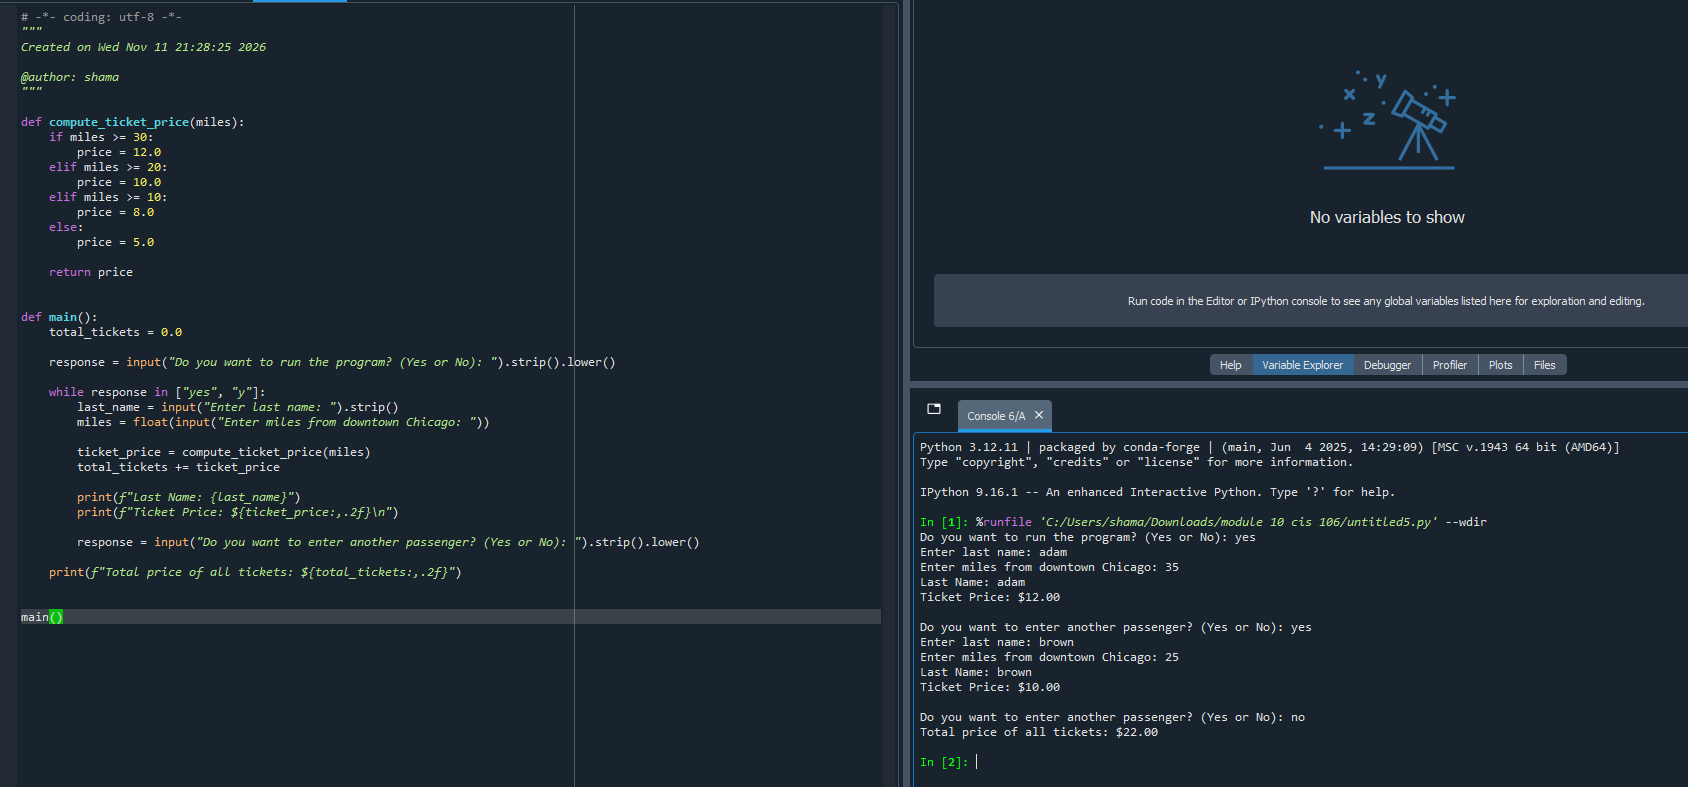 # -*- coding: utf-8 -*-
"""
Created on Wed Nov 11 21:28:25 2026

@author: shama
"""

def compute_ticket_price(miles):
    if miles >= 30:
        price = 12.0
    elif miles >= 20:
        price = 10.0
    elif miles >= 10:
        price = 8.0
    else:
        price = 5.0

    return price


def main():
    total_tickets = 0.0

    response = input("Do you want to run the program? (Yes or No): ").strip().lower()

    while response in ["yes", "y"]:
        last_name = input("Enter last name: ").strip()
        miles = float(input("Enter miles from downtown Chicago: "))

        ticket_price = compute_ticket_price(miles)
        total_tickets += ticket_price

        print(f"Last Name: {last_name}")
        print(f"Ticket Price: ${ticket_price:,.2f}\n")

        response = input("Do you want to enter another passenger? (Yes or No): ").strip().lower()

    print(f"Total price of all tickets: ${total_tickets:,.2f}")


main()
x y z
No variables to show
Run code in the Editor or IPython console to see any global variables listed here for exploration and editing.
Help Variable Explorer Debugger Profiler Plots Files
Console 6/A
Python 3.12.11 | packaged by conda-forge | (main, Jun  4 2025, 14:29:09) [MSC v.1943 64 bit (AMD64)]
Type "copyright", "credits" or "license" for more information.

IPython 9.16.1 -- An enhanced Interactive Python. Type '?' for help.

In [1]: %runfile 'C:/Users/shama/Downloads/module 10 cis 106/untitled5.py' --wdir
Do you want to run the program? (Yes or No): yes
Enter last name: adam
Enter miles from downtown Chicago: 35
Last Name: adam
Ticket Price: $12.00

Do you want to enter another passenger? (Yes or No): yes
Enter last name: brown
Enter miles from downtown Chicago: 25
Last Name: brown
Ticket Price: $10.00

Do you want to enter another passenger? (Yes or No): no
Total price of all tickets: $22.00

In [2]: